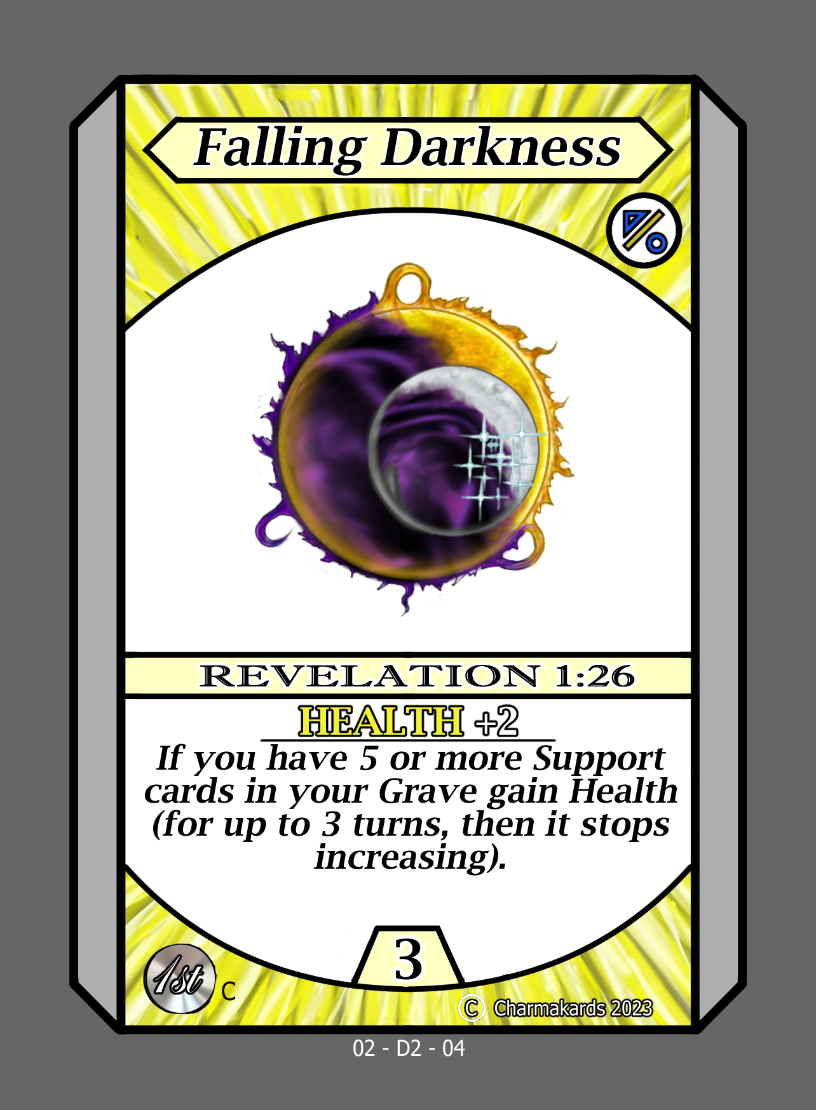 Falling Darkness
REVELATION 1:26
HEALTH +2
If you have 5 or more Support
cards in your Grave gain Health
(for up to 3 turns, then it stops
increasing).
3
1st C
© Charmakards 2023
02 - D2 - 04